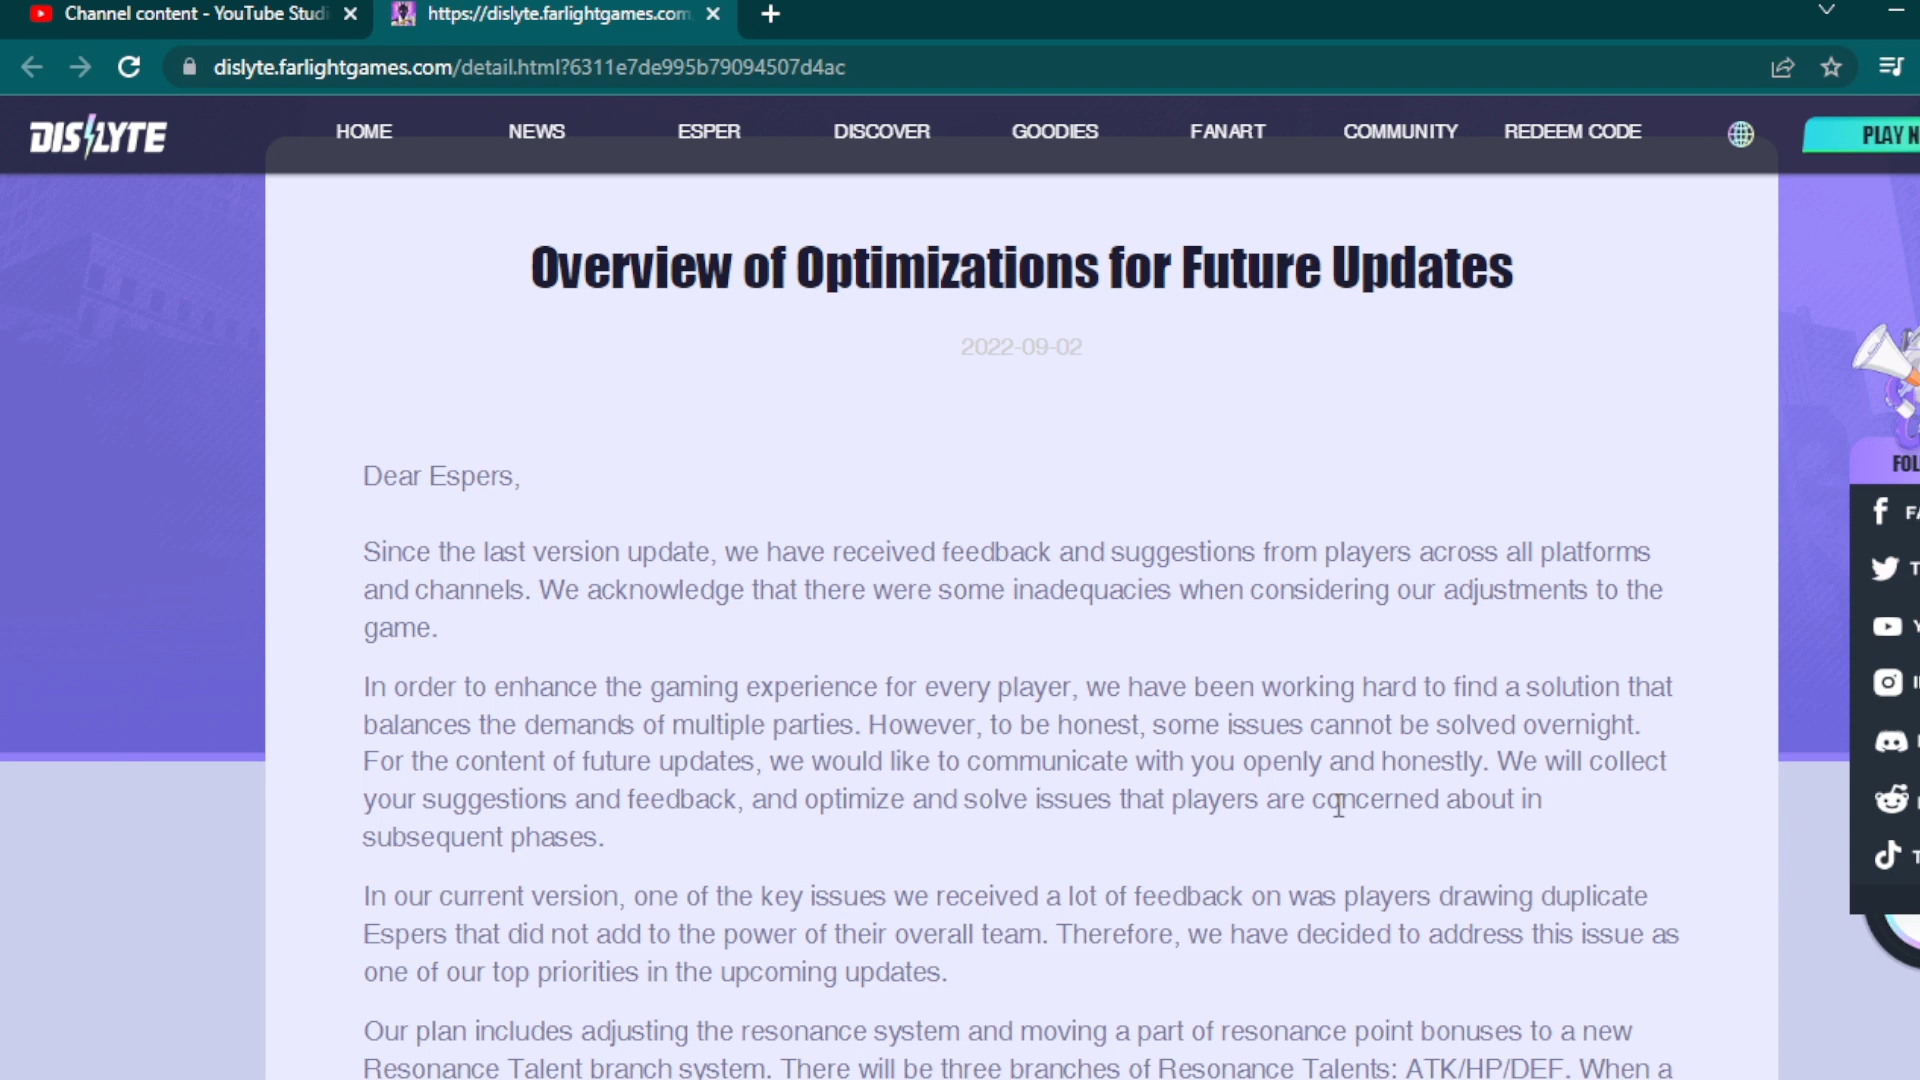 Channel content - YouTube Studi
https://dislyte.farlightgames.com
dislyte.farlightgames.com/detail.html?6311e7de995b79094507d4ac
DISLYTE
HOME
NEWS
ESPER
DISCOVER
GOODIES
FANART
COMMUNITY
REDEEM CODE
PLAY N
Overview of Optimizations for Future Updates
2022-09-02
FOL
Dear Espers,
Since the last version update, we have received feedback and suggestions from players across all platforms
and channels. We acknowledge that there were some inadequacies when considering our adjustments to the
game.
In order to enhance the gaming experience for every player, we have been working hard to find a solution that
balances the demands of multiple parties. However, to be honest, some issues cannot be solved overnight.
For the content of future updates, we would like to communicate with you openly and honestly. We will collect
your suggestions and feedback, and optimize and solve issues that players are concerned about in
subsequent phases.
In our current version, one of the key issues we received a lot of feedback on was players drawing duplicate
Espers that did not add to the power of their overall team. Therefore, we have decided to address this issue as
one of our top priorities in the upcoming updates.
Our plan includes adjusting the resonance system and moving a part of resonance point bonuses to a new
Resonance Talent branch system. There will be three branches of Resonance Talents: ATK/HP/DEF. When a